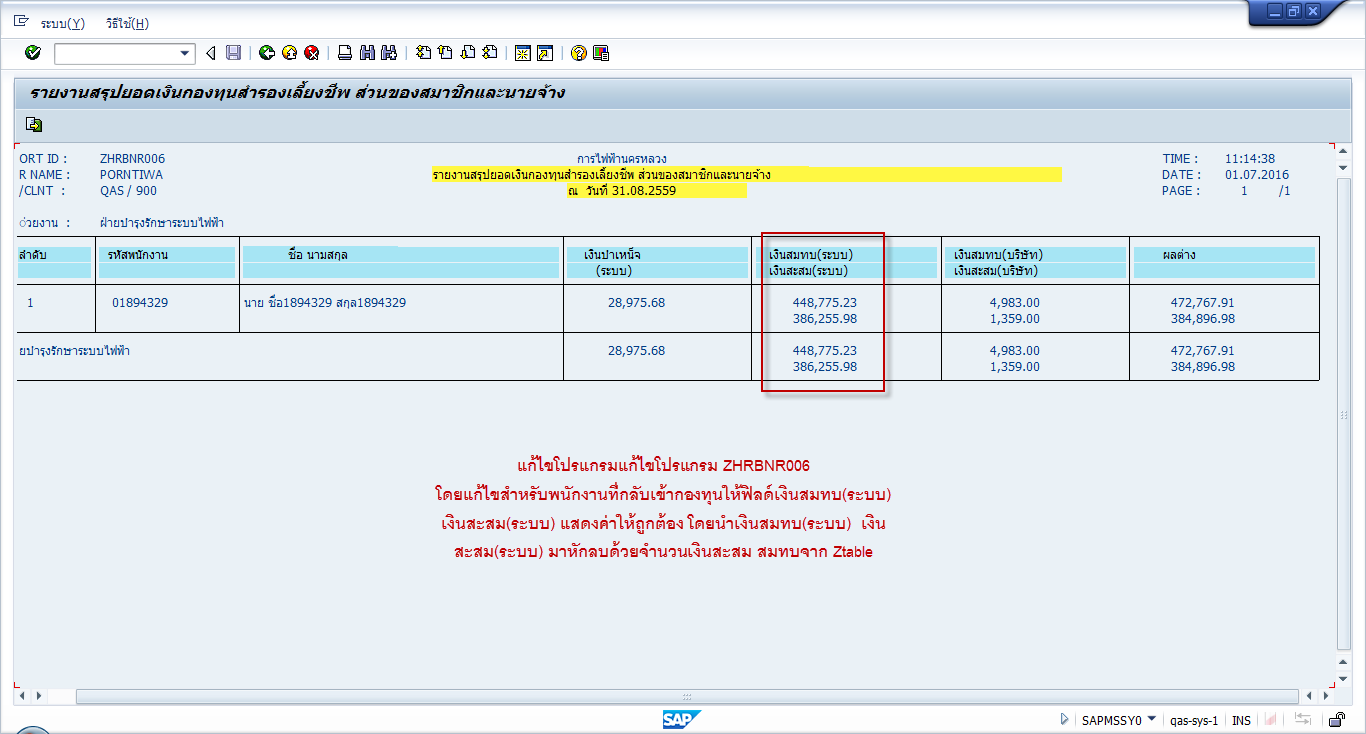 ระบบ(Y) วิธีใช้(H)
รายงานสรุปยอดเงินกองทุนสำรองเลี้ยงชีพ ส่วนของสมาชิกและนายจ้าง
ORT ID : ZHRBNR006 การไฟฟ้านครหลวง TIME : 11:14:38
R NAME : PORNTIWA รายงานสรุปยอดเงินกองทุนสำรองเลี้ยงชีพ ส่วนของสมาชิกและนายจ้าง DATE : 01.07.2016
/CLNT : QAS / 900 ณ วันที่ 31.08.2559 PAGE : 1 /1
่วยงาน : ฝ่ายบำรุงรักษาระบบไฟฟ้า
ลำดับ รหัสพนักงาน ชื่อ นามสกุล เงินบำเหน็จ เงินสมทบ(ระบบ) เงินสมทบ(บริษัท) ผลต่าง
(ระบบ) เงินสะสม(ระบบ) เงินสะสม(บริษัท)
1 01894329 นาย ชื่อ1894329 สกุล1894329 28,975.68 448,775.23 4,983.00 472,767.91
386,255.98 1,359.00 384,896.98
ยบำรุงรักษาระบบไฟฟ้า 28,975.68 448,775.23 4,983.00 472,767.91
386,255.98 1,359.00 384,896.98
แก้ไขโปรแกรมแก้ไขโปรแกรม ZHRBNR006
โดยแก้ไขสำหรับพนักงานที่กลับเข้ากองทุนให้ฟิลด์เงินสมทบ(ระบบ)
เงินสะสม(ระบบ) แสดงค่าให้ถูกต้อง โดยนำเงินสมทบ(ระบบ) เงิน
สะสม(ระบบ) มาหักลบด้วยจำนวนเงินสะสม สมทบจาก Ztable
SAP SAPMSSY0 qas-sys-1 INS